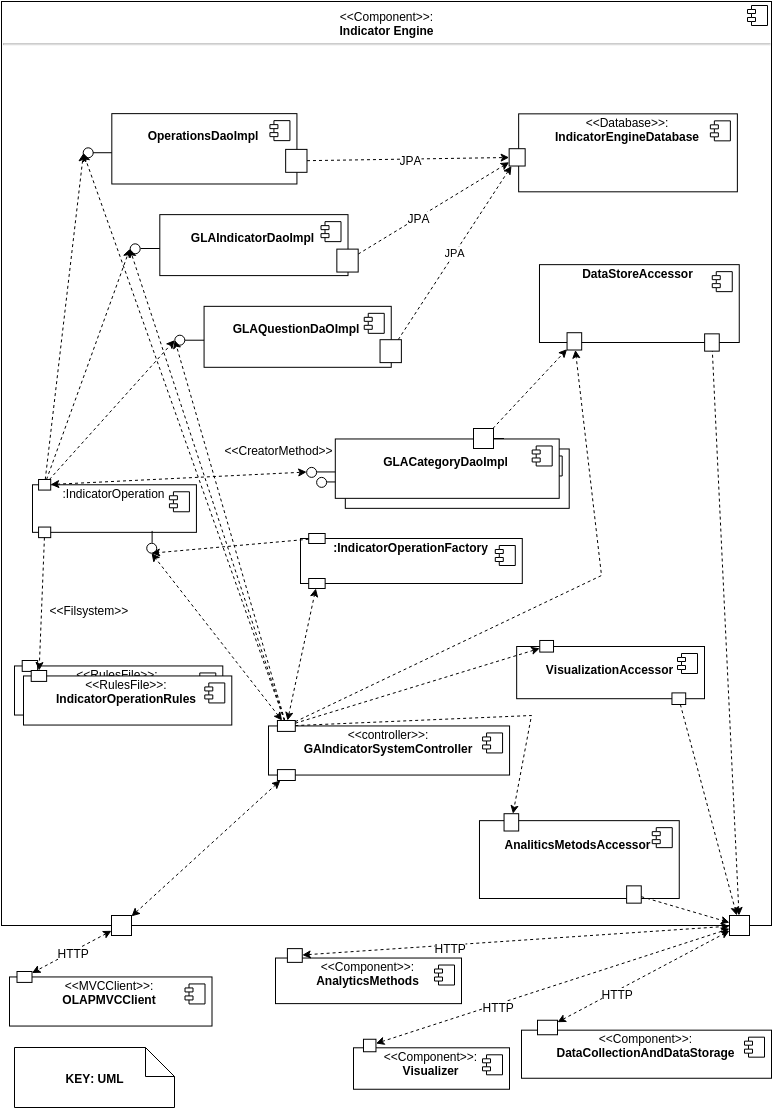 <<Component>>:
Indicator Engine
OperationsDaoImpl
<<Database>>:
IndicatorEngineDatabase
JPA
GLAIndicatorDaoImpl
JPA
JPA
DataStoreAccessor
GLAQuestionDaOImpl
<<CreatorMethod>>
GLACategoryDaoImpl
:IndicatorOperation
:IndicatorOperationFactory
<<Filsystem>>
<<RulesFile>>:
<<RulesFile>>:
IndicatorOperationRules
VisualizationAccessor
<<controller>>:
GAIndicatorSystemController
AnaliticsMetodsAccessor
HTTP
HTTP
<<MVCClient>>:
OLAPMVCClient
<<Component>>:
AnalyticsMethods
HTTP
HTTP
<<Component>>:
DataCollectionAndDataStorage
<<Component>>:
Visualizer
KEY: UML